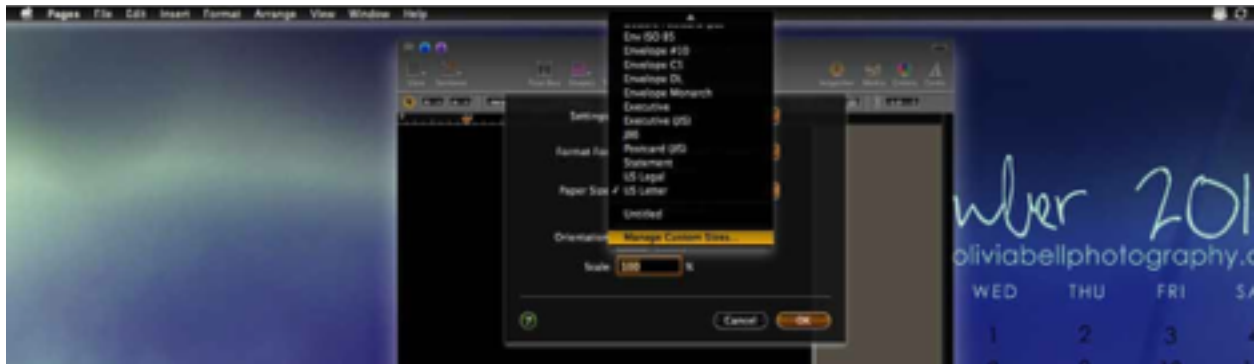 Pages File Edit Insert Format Arrange View Window Help
Env ISO B5
Envelope #10
Envelope C5
Envelope DL
Envelope Monarch
Executive
Executive (JIS)
JB6
Postcard (JIS)
Statement
US Legal
✓ US Letter
Untitled
Manage Custom Sizes...
Settings
Format For
Paper Size
Orientation
Scale: 100 %
? Cancel OK
mber 201
oliviabellphotography.c
WED THU FRI SA
1 2 3